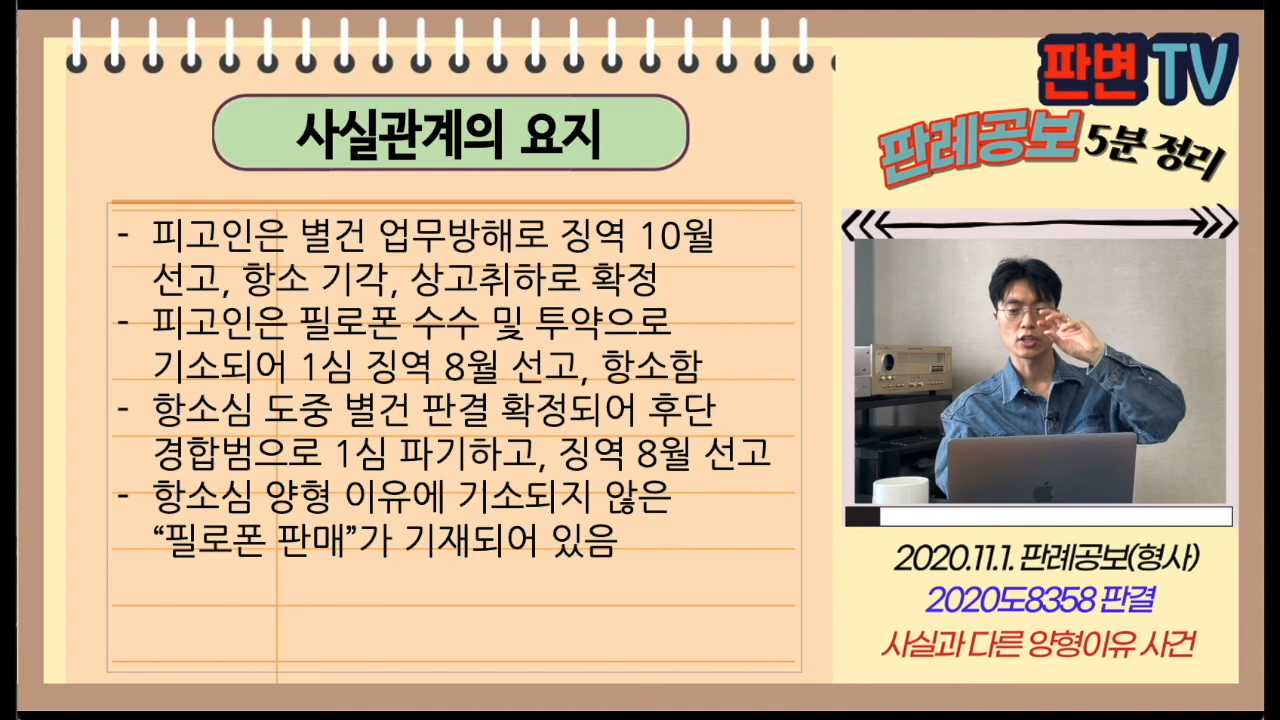 사실관계의 요지
- 피고인은 별건 업무방해로 징역 10월
선고, 항소 기각, 상고취하로 확정
- 피고인은 필로폰 수수 및 투약으로
기소되어 1심 징역 8월 선고, 항소함
- 항소심 도중 별건 판결 확정되어 후단
경합범으로 1심 파기하고, 징역 8월 선고
- 항소심 양형 이유에 기소되지 않은
“필로폰 판매”가 기재되어 있음
판변 TV
판례공보 5분 정리
2020.11.1. 판례공보(형사)
2020도8358 판결
사실과 다른 양형이유 사건